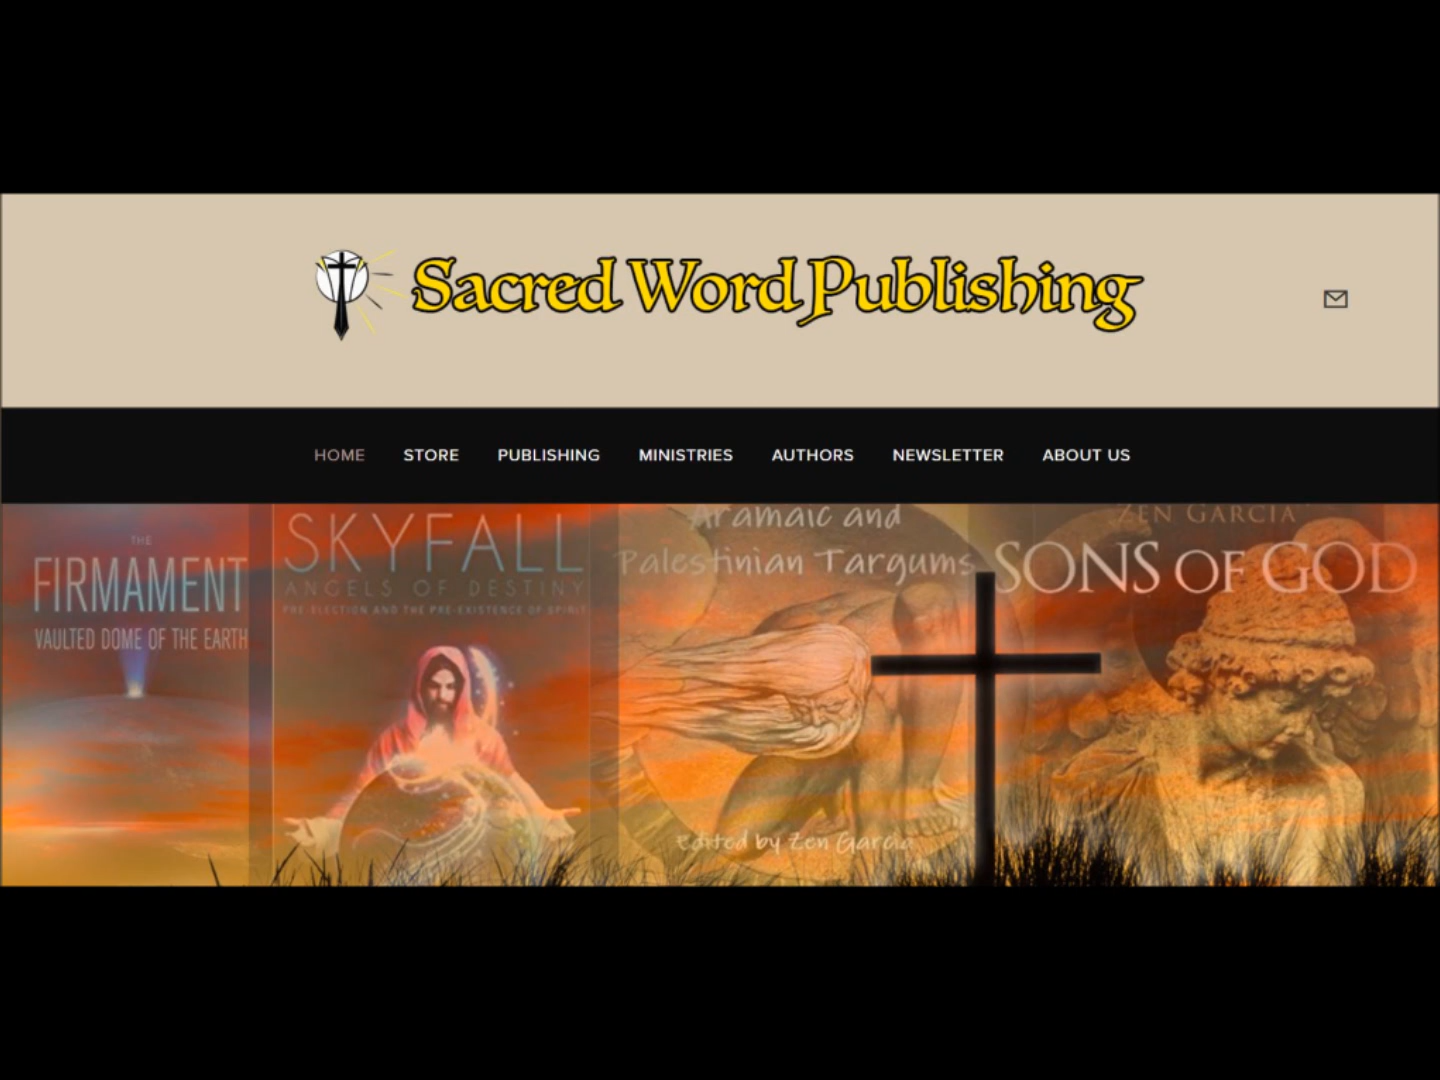 Sacred Word Publishing
HOME STORE PUBLISHING MINISTRIES AUTHORS NEWSLETTER ABOUT US
THE
FIRMAMENT
VAULTED DOME OF THE EARTH
SKYFALL
ANGELS OF DESTINY
PRE-ELECTION AND THE PRE-EXISTENCE OF SPIRIT
Aramaic and
Palestinian Targums
Edited by Zen Garcia
ZEN GARCIA
SONS OF GOD